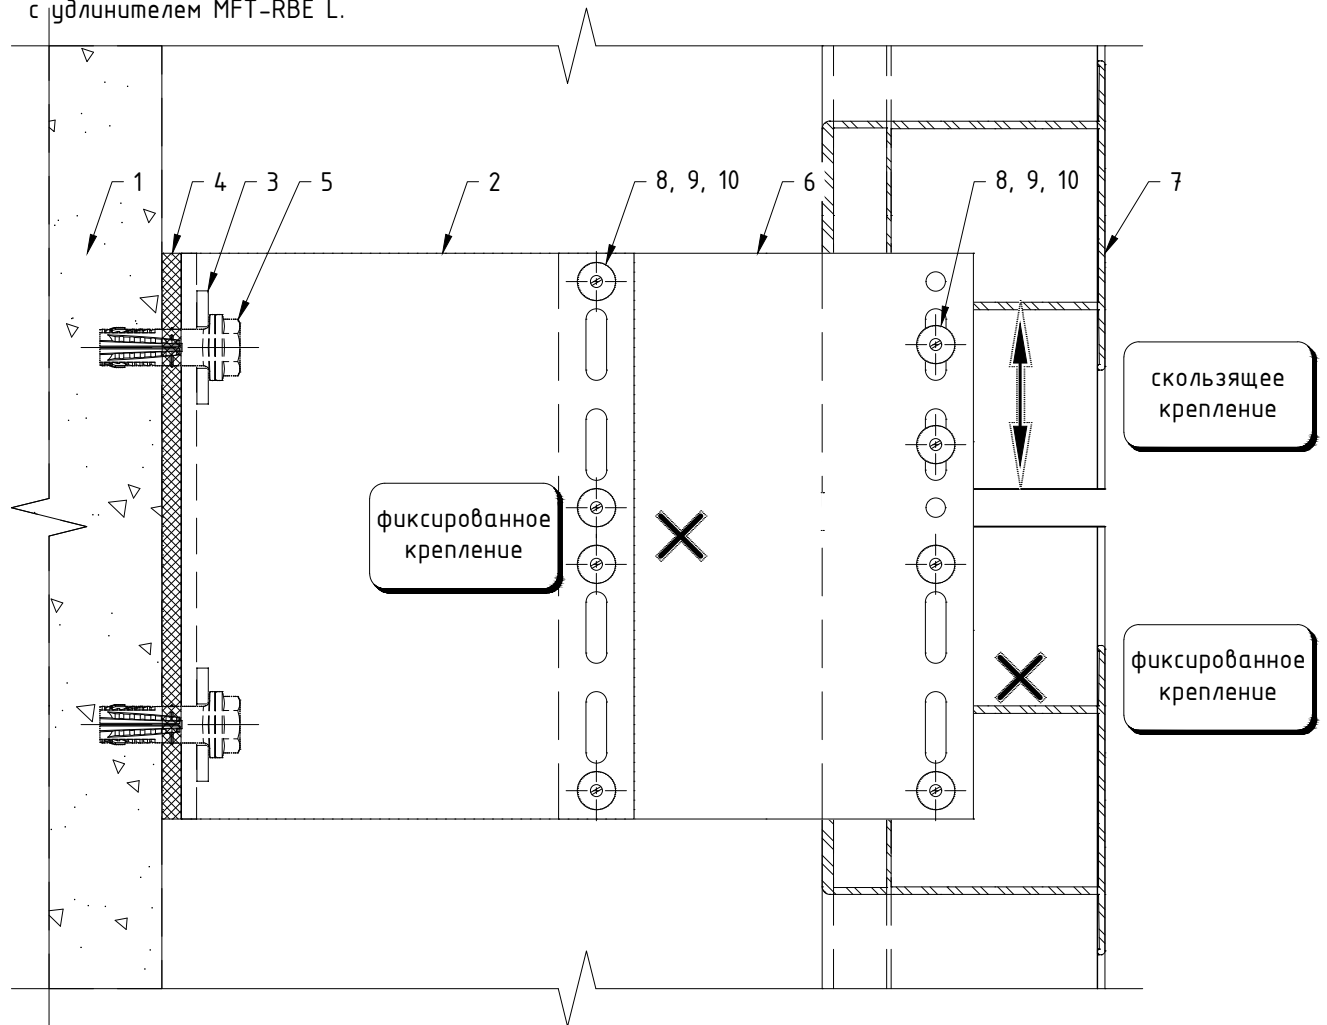 с удлинителем MFT-RBE L.
1
4
3
5
2
8, 9, 10
6
8, 9, 10
7
скользящее
крепление
фиксированное
крепление
фиксированное
крепление